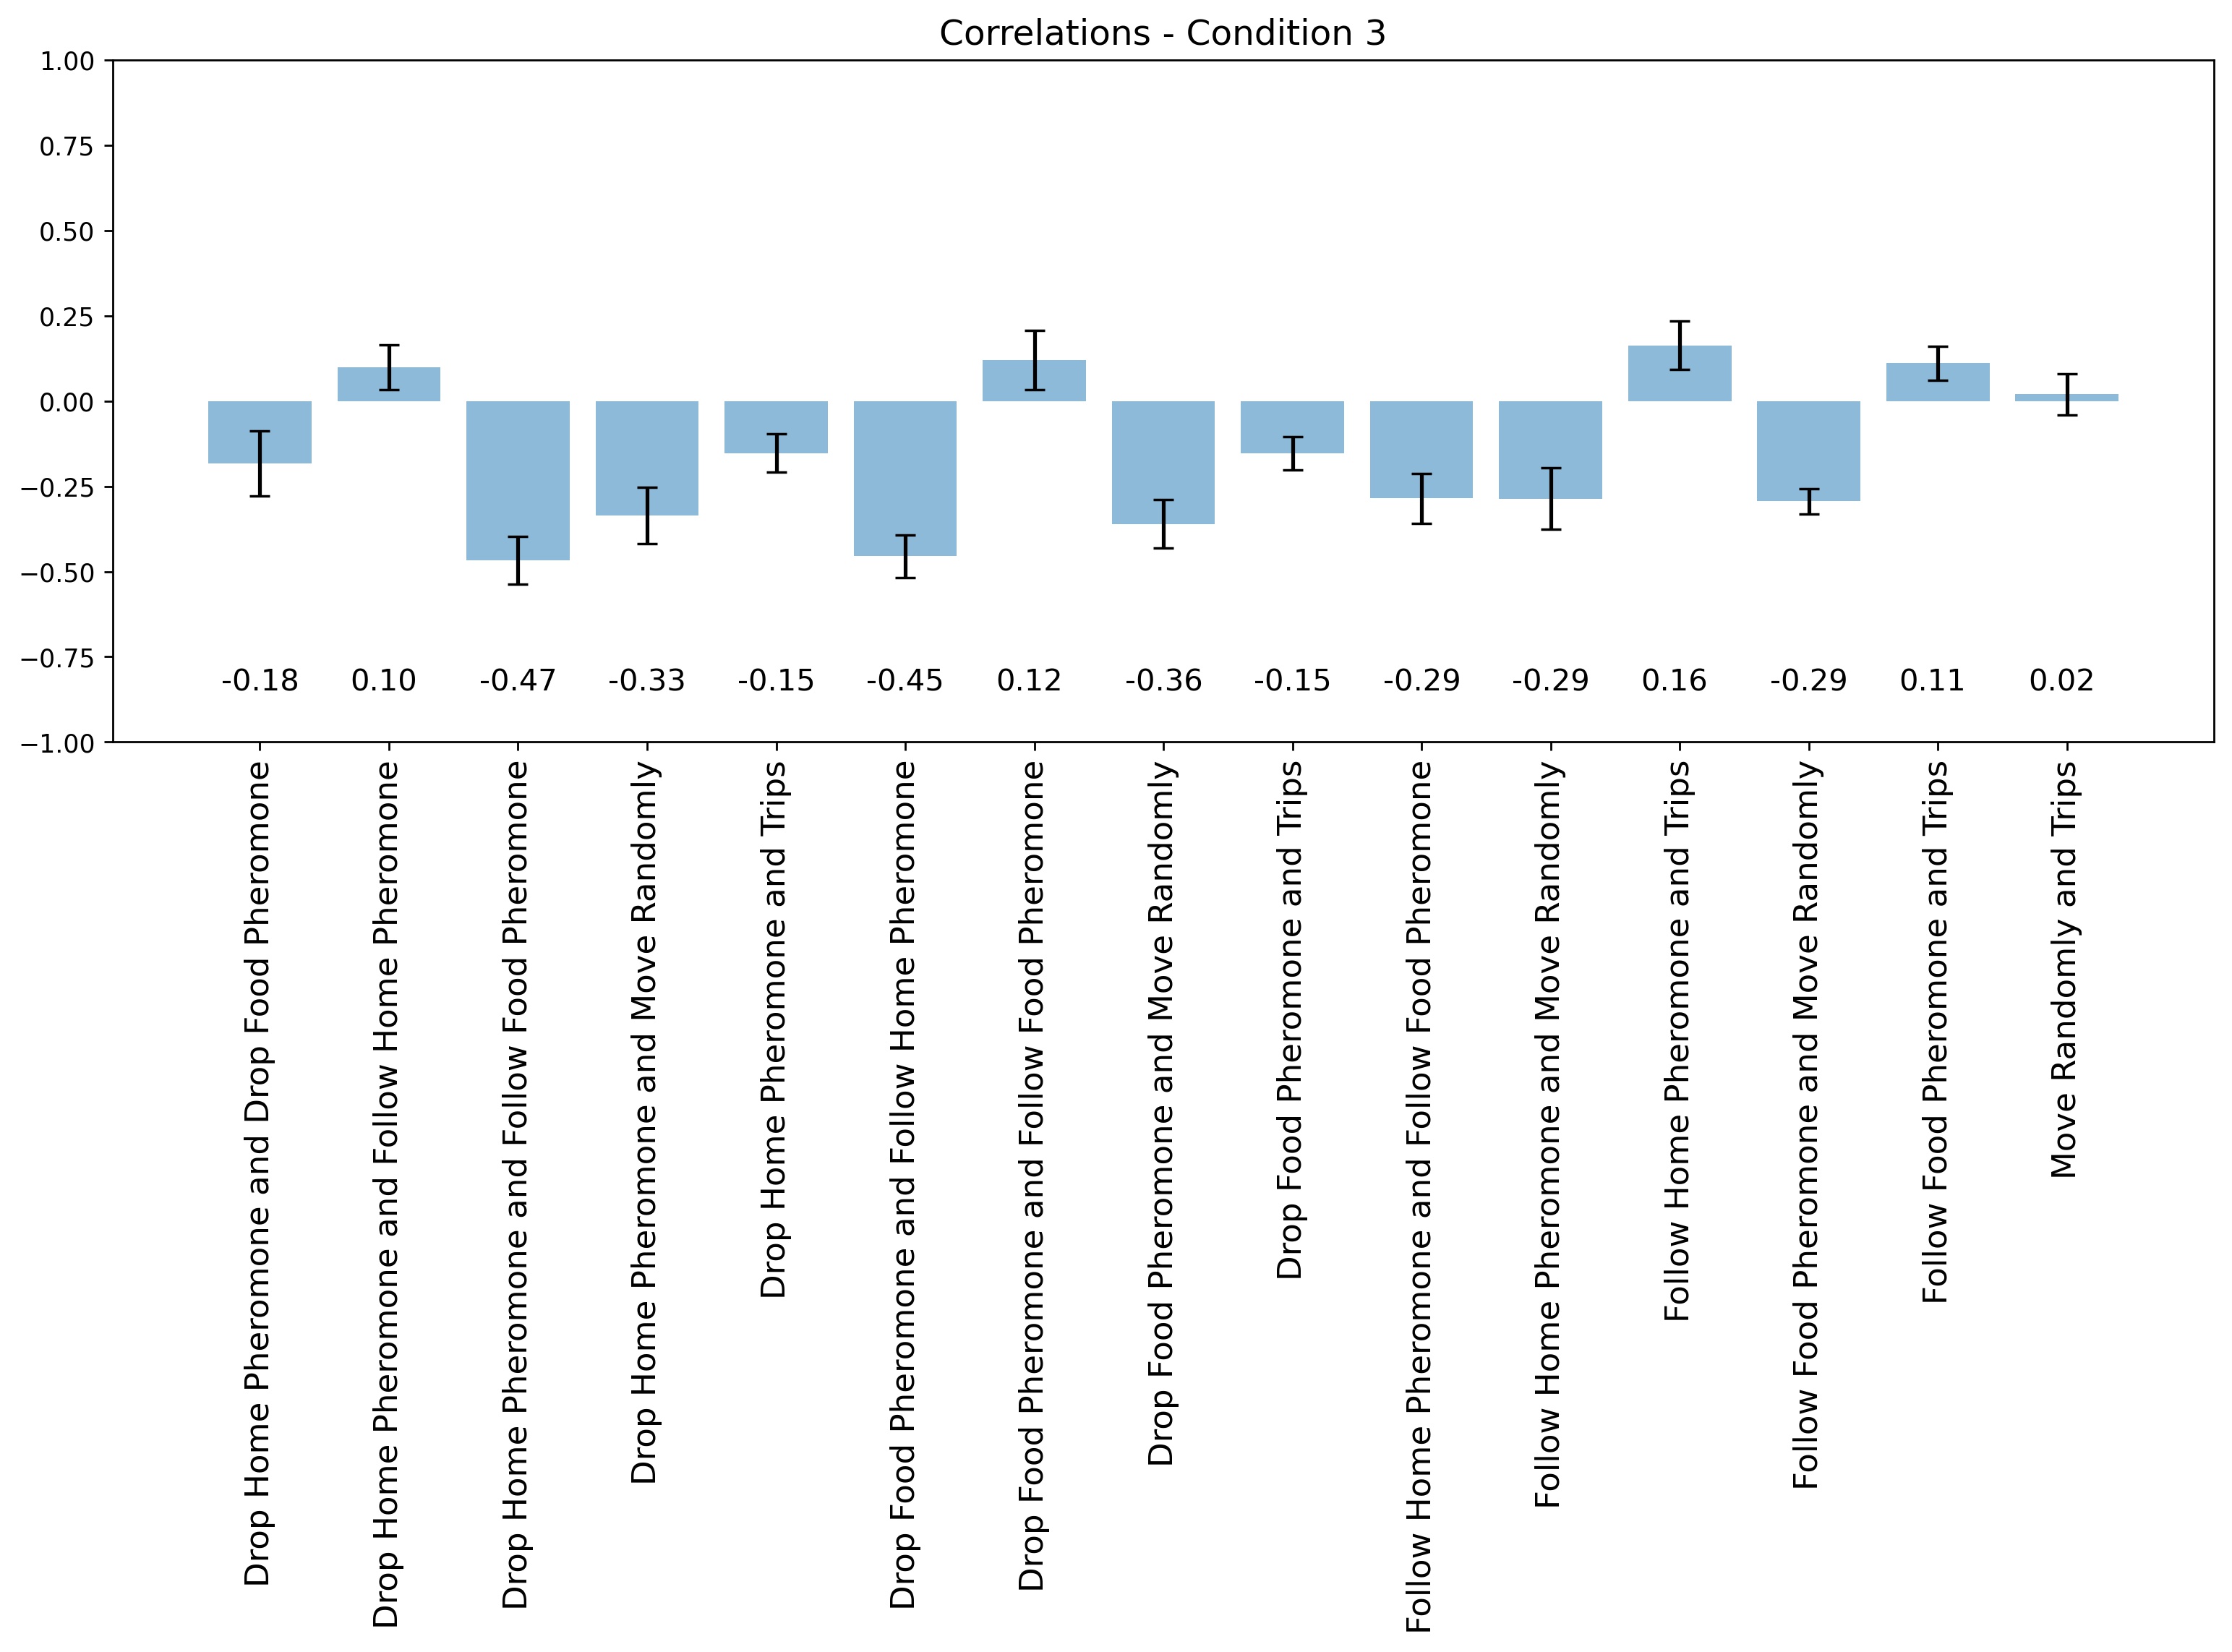 Correlations - Condition 3
1.00
0.75
0.50
0.25
0.00
−0.25
−0.50
−0.75
−1.00
-0.18 0.10 -0.47 -0.33 -0.15 -0.45 0.12 -0.36 -0.15 -0.29 -0.29 0.16 -0.29 0.11 0.02
Drop Home Pheromone and Drop Food Pheromone
Drop Home Pheromone and Follow Home Pheromone
Drop Home Pheromone and Follow Food Pheromone
Drop Home Pheromone and Move Randomly
Drop Home Pheromone and Trips
Drop Food Pheromone and Follow Home Pheromone
Drop Food Pheromone and Follow Food Pheromone
Drop Food Pheromone and Move Randomly
Drop Food Pheromone and Trips
Follow Home Pheromone and Follow Food Pheromone
Follow Home Pheromone and Move Randomly
Follow Home Pheromone and Trips
Follow Food Pheromone and Move Randomly
Follow Food Pheromone and Trips
Move Randomly and Trips